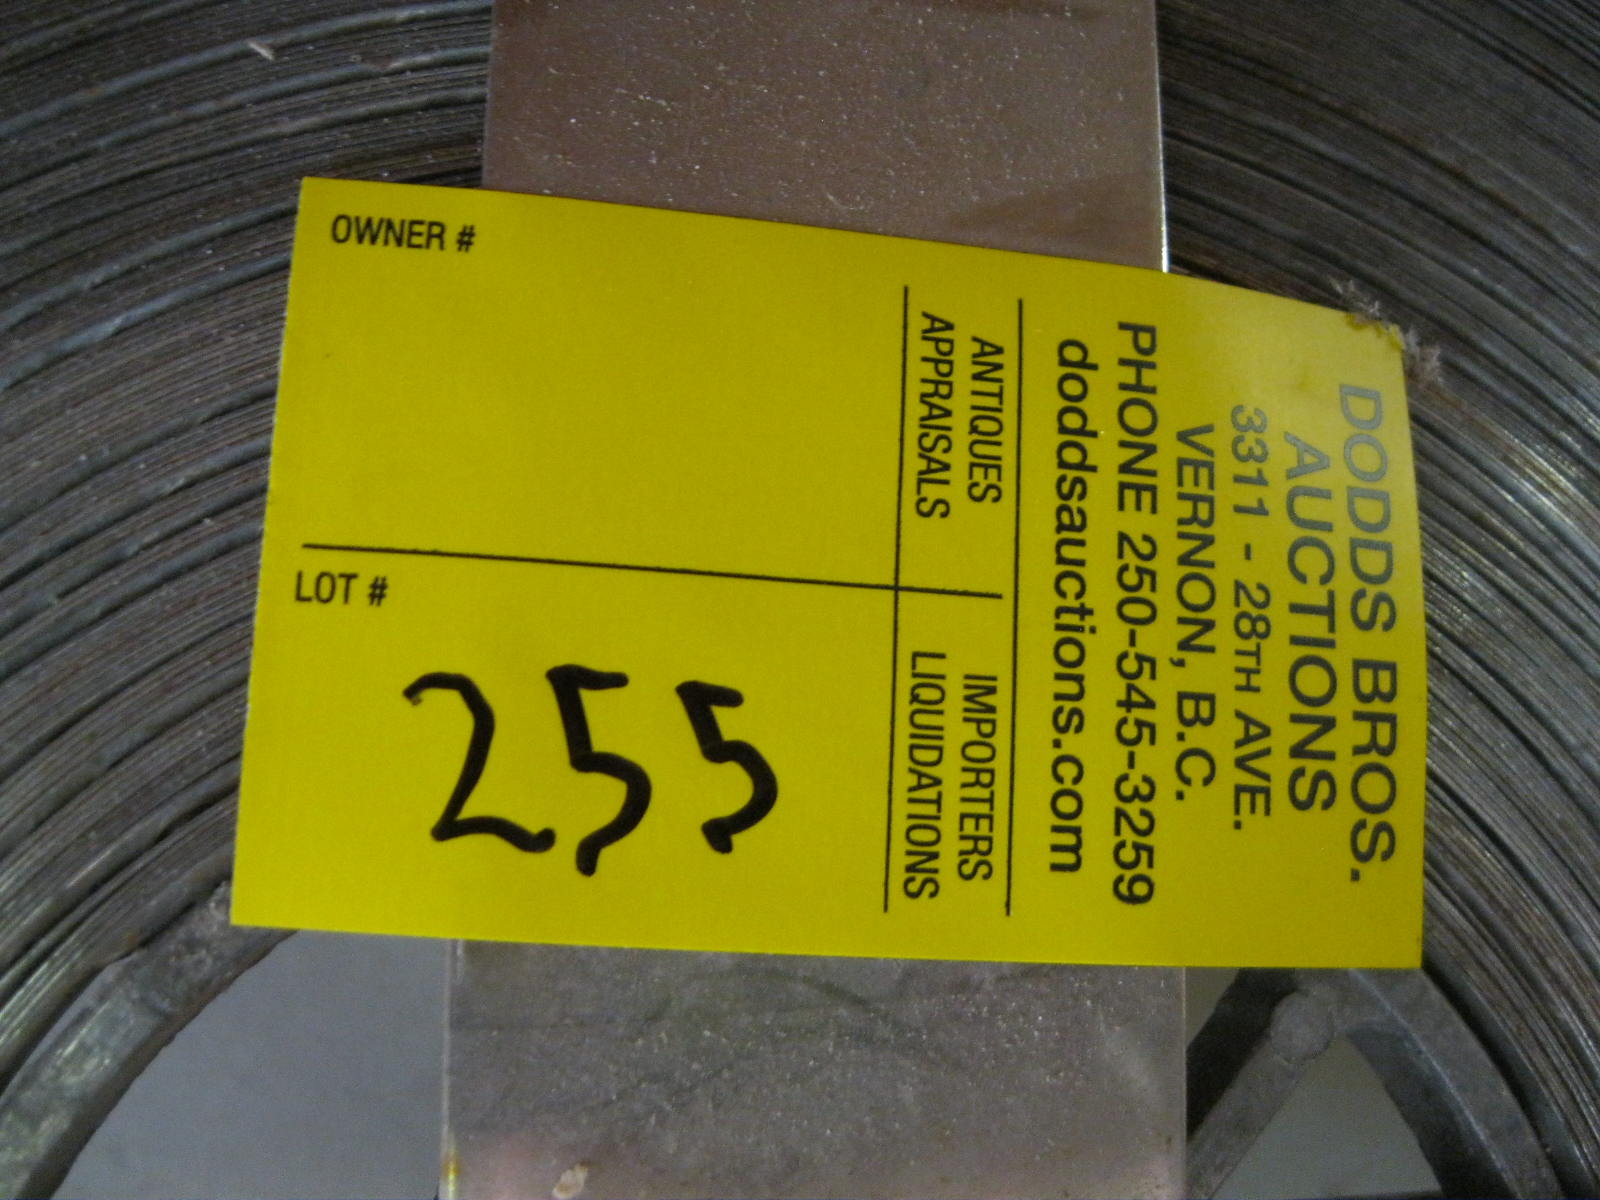 DODDS BROS.
AUCTIONS
3311 - 28TH AVE.
VERNON, B.C.
PHONE 250-545-3259
doddsauctions.com
ANTIQUES IMPORTERS
APPRAISALS LIQUIDATIONS
OWNER #
LOT #
255